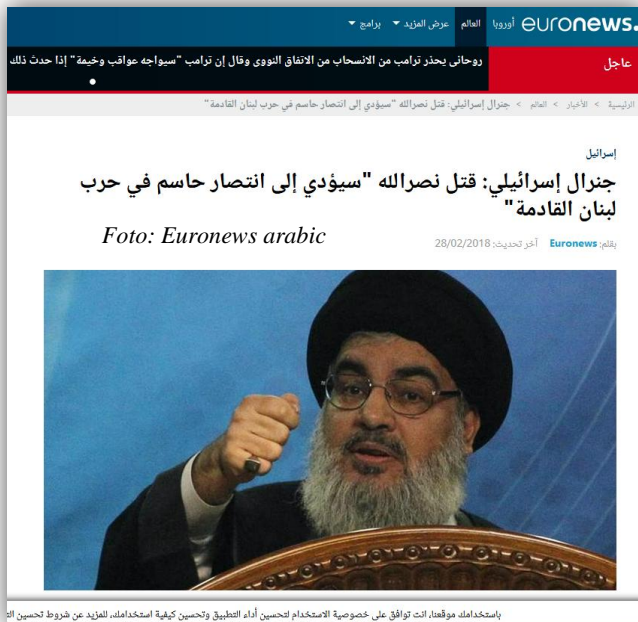 euronews. أوروبا العالم عرض المزيد برامج
عاجل
روحاني يحذر ترامب من الانسحاب من الاتفاق النووي وقال إن ترامب "سيواجه عواقب وخيمة" إذا حدث ذلك
الرئيسية > الأخبار > العالم > جنرال إسرائيلي: قتل نصرالله "سيؤدي إلى انتصار حاسم في حرب لبنان القادمة"
إسرائيل
جنرال إسرائيلي: قتل نصرالله "سيؤدي إلى انتصار حاسم في حرب
لبنان القادمة"
Foto: Euronews arabic
بقلم: Euronews آخر تحديث: 28/02/2018
باستخدامك موقعنا، انت توافق على خصوصية الاستخدام لتحسين أداء التطبيق وتحسين كيفية استخدامك، للمزيد عن شروط تحسين